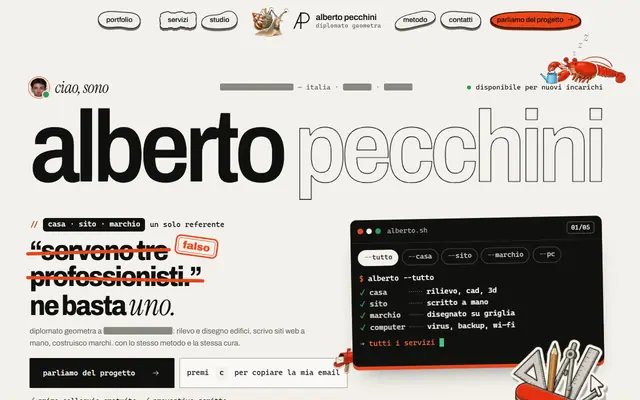 portfolio servizi studio alberto pecchini metodo contatti parliamo del progetto →
diplomato geometra
ciao, sono
— italia · ·
disponibile per nuovi incarichi
alberto pecchini
// casa · sito · marchio un solo referente
“servono tre
falso
professionisti.”
ne basta uno.
diplomato geometra a : rilevo e disegno edifici, scrivo siti web a
mano, costruisco marchi. con lo stesso metodo e la stessa cura.
parliamo del progetto →
premi c per copiare la mia email
alberto.sh 01/05
--tutto --casa --sito --marchio --pc
$ alberto --tutto
✓ casa ······ rilievo, cad, 3d
✓ sito ······ scritto a mano
✓ marchio ······ disegnato su griglia
✓ computer ······ virus, backup, wi-fi
→ tutti i servizi